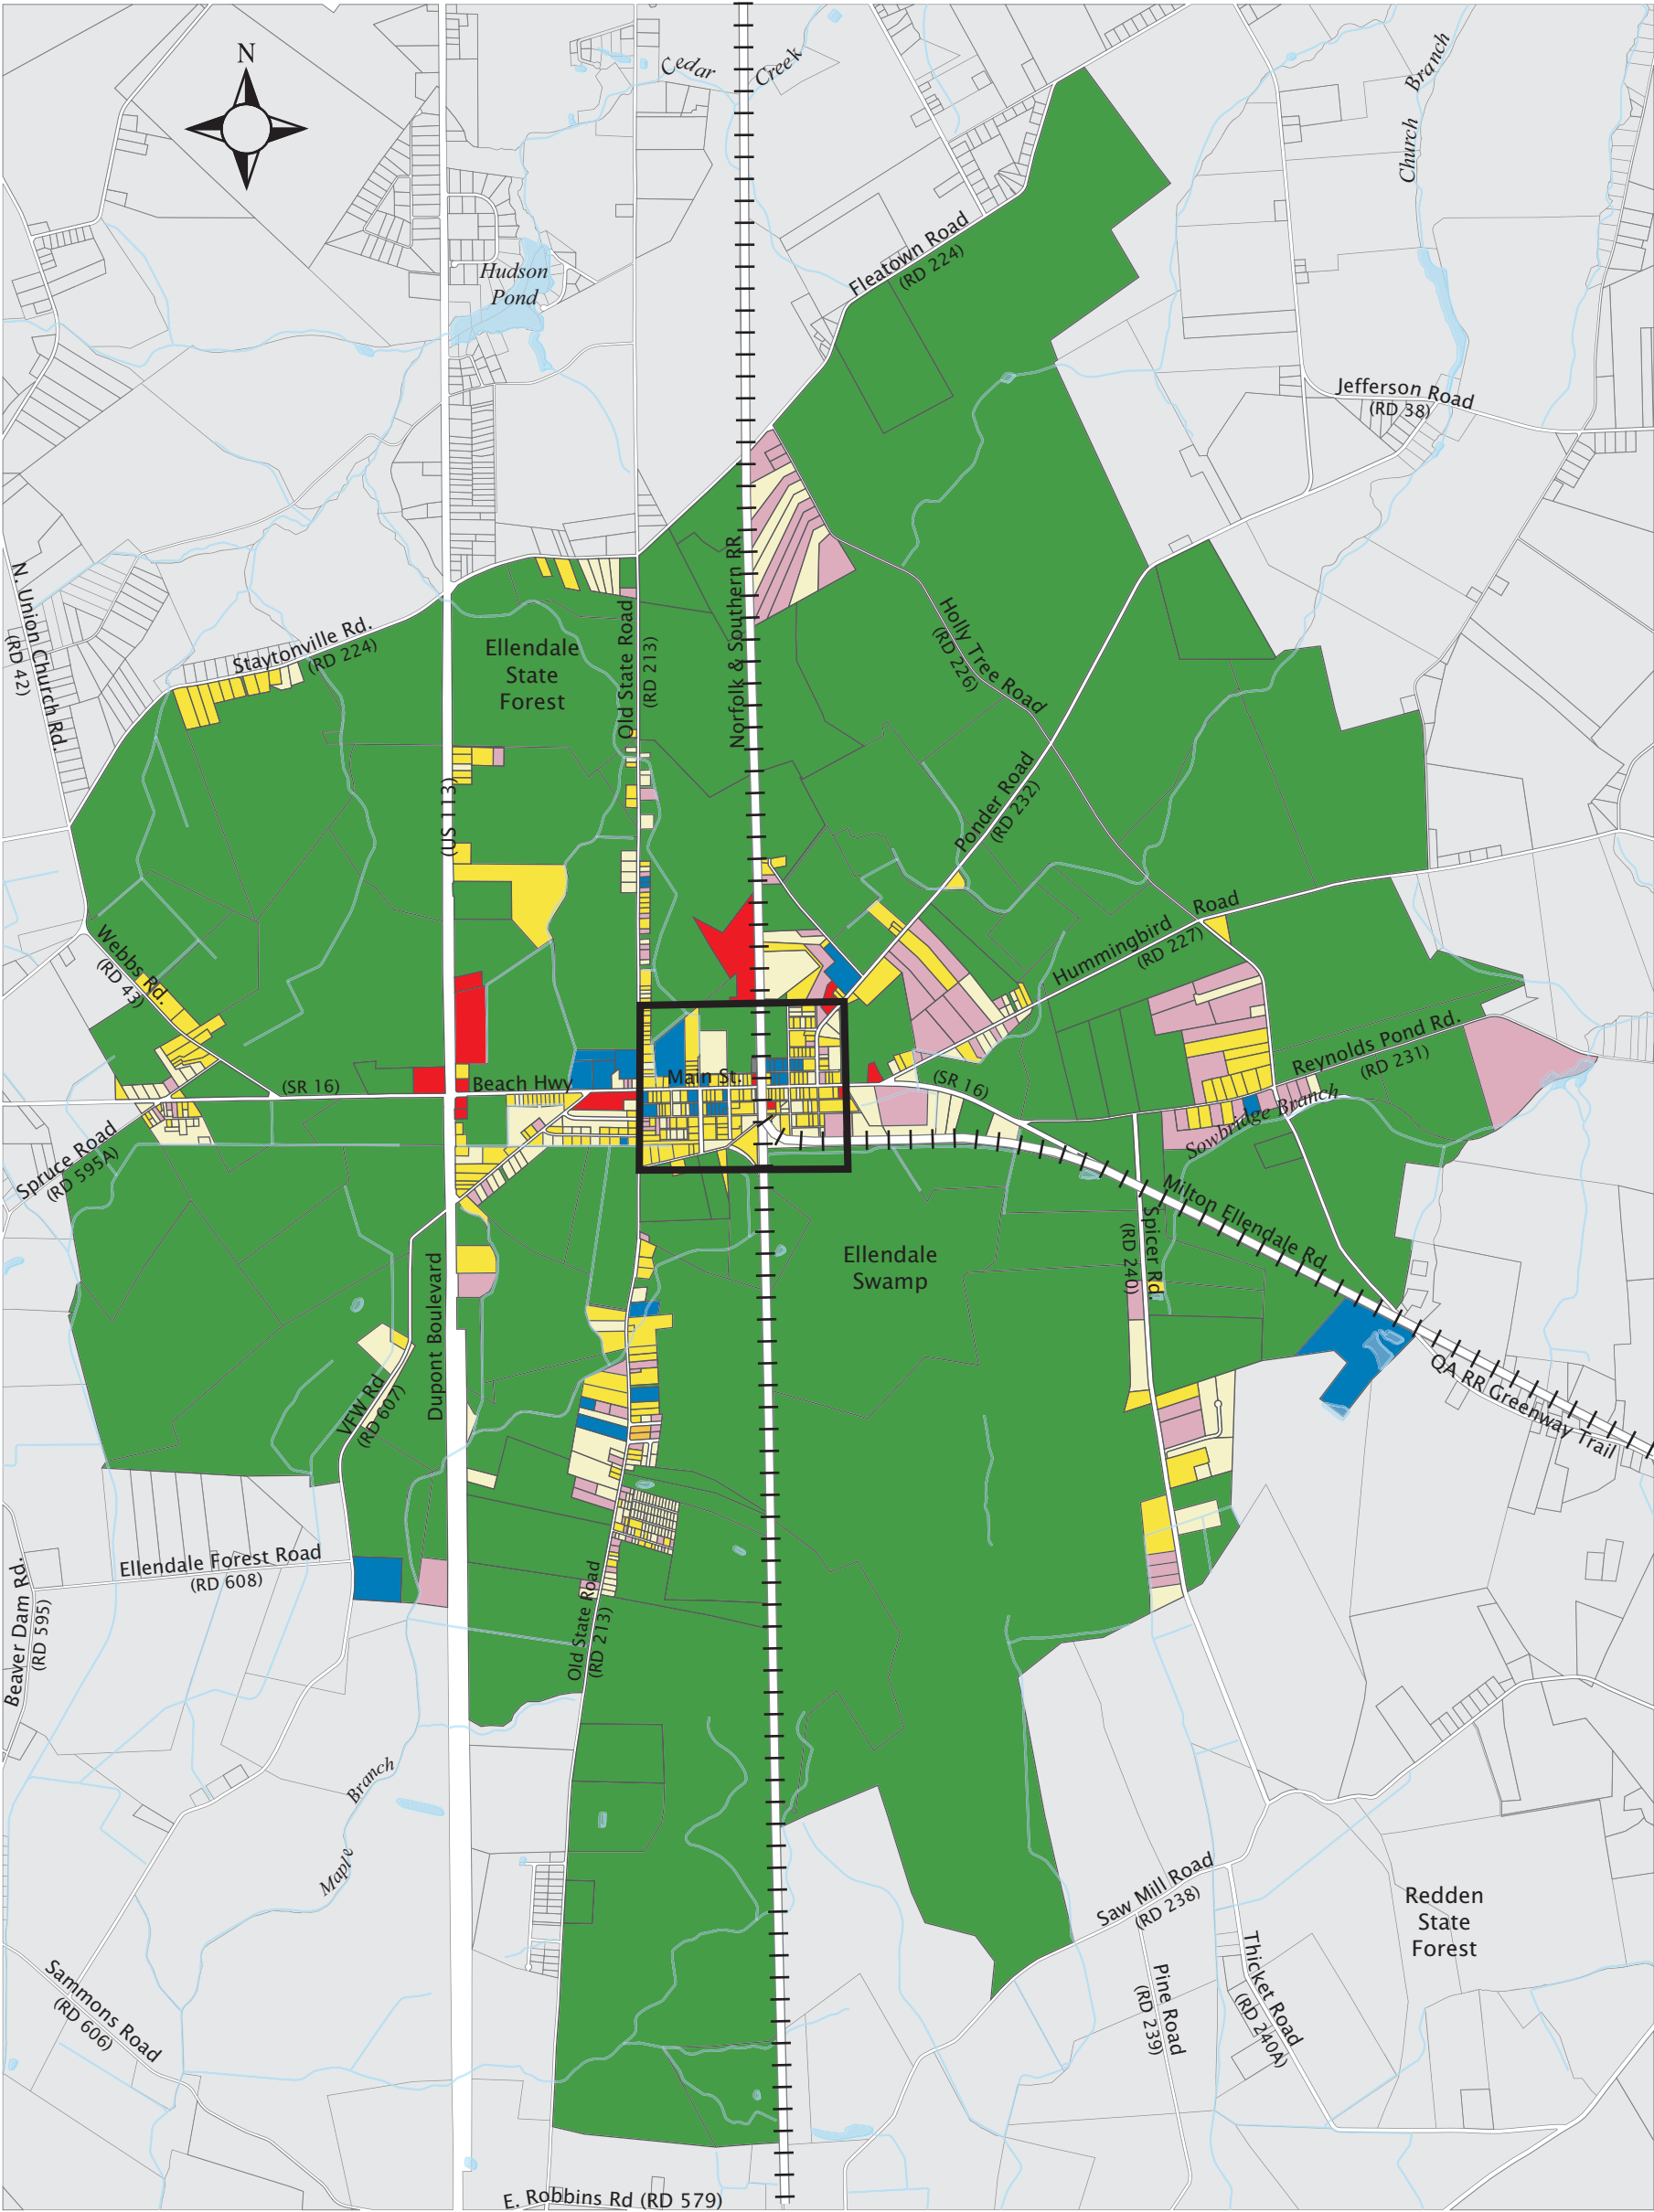 N
Cedar
Creek
Church
Branch
Hudson
Pond
Fleatown Road
(RD 224)
Jefferson Road
(RD 38)
N. Union Church Rd.
(RD 42)
Staytonville Rd.
(RD 224)
Ellendale
State
Forest
Old State Road
(RD 213)
Norfolk & Southern RR
Holly Tree Road
(RD 226)
(US 113)
Ponder Road
(RD 232)
Webbs Rd.
(RD 43)
Hummingbird Road
(RD 227)
Reynolds Pond Rd.
(RD 231)
(SR 16)
Beach Hwy
Main St.
(SR 16)
Sowbridge Branch
Spruce Road
(RD 595A)
Milton Ellendale Rd.
Spicer Rd.
(RD 240)
Ellendale
Swamp
Dupont Boulevard
VFW Rd
(RD 607)
QA RR Greenway Trail
Ellendale Forest Road
(RD 608)
Beaver Dam Rd.
(RD 595)
Old State Road
(RD 213)
Maple
Branch
Saw Mill Road
(RD 238)
Redden
State
Forest
Pine Road
(RD 239)
Thicket Road
(RD 240A)
Sammons Road
(RD 606)
E. Robbins Rd (RD 579)